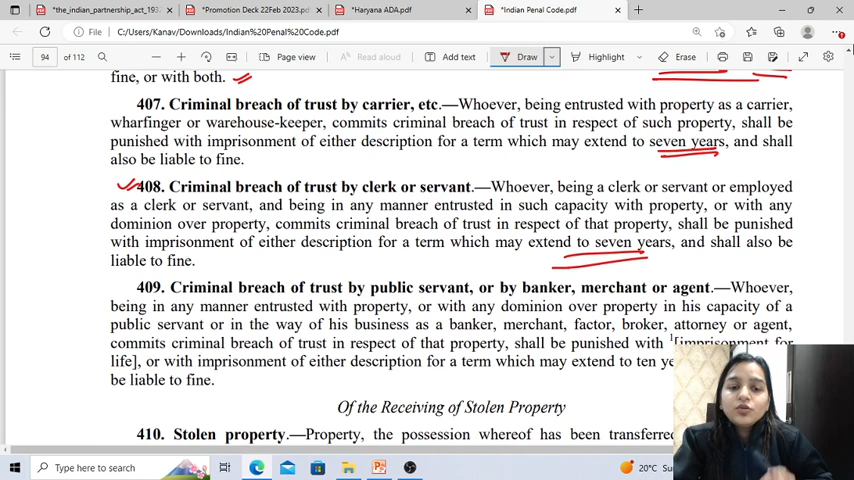 *the_indian_partnership_act_193
*Promotion Deck 22Feb 2023.pd
*Haryana ADA.pdf
*Indian Penal Code.pdf
File
C:/Users/Kanav/Downloads/Indian%20Penal%20Code.pdf
94 of 112
Page view
Read aloud
Add text
Draw
Highlight
Erase
fine, or with both.
407. Criminal breach of trust by carrier, etc.—Whoever, being entrusted with property as a carrier,
wharfinger or warehouse-keeper, commits criminal breach of trust in respect of such property, shall be
punished with imprisonment of either description for a term which may extend to seven years, and shall
also be liable to fine.
408. Criminal breach of trust by clerk or servant.—Whoever, being a clerk or servant or employed
as a clerk or servant, and being in any manner entrusted in such capacity with property, or with any
dominion over property, commits criminal breach of trust in respect of that property, shall be punished
with imprisonment of either description for a term which may extend to seven years, and shall also be
liable to fine.
409. Criminal breach of trust by public servant, or by banker, merchant or agent.—Whoever,
being in any manner entrusted with property, or with any dominion over property in his capacity of a
public servant or in the way of his business as a banker, merchant, factor, broker, attorney or agent,
commits criminal breach of trust in respect of that property, shall be punished with 1[imprisonment for
life], or with imprisonment of either description for a term which may extend to ten ye
be liable to fine.
Of the Receiving of Stolen Property
410. Stolen property.—Property, the possession whereof has been transferred
Type here to search
20°C Su